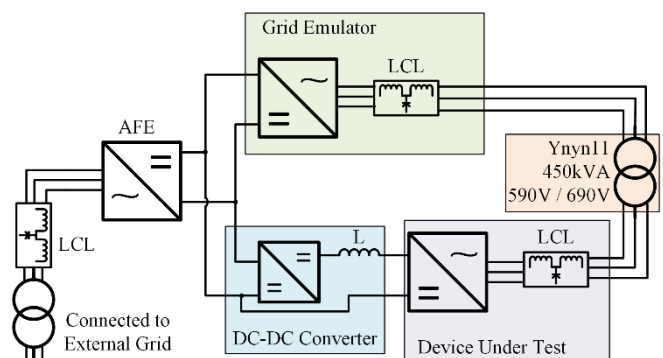 Grid Emulator
LCL
AFE
Ynyn11
450kVA
590V / 690V
LCL
L
LCL
Connected to
External Grid
DC-DC Converter
Device Under Test